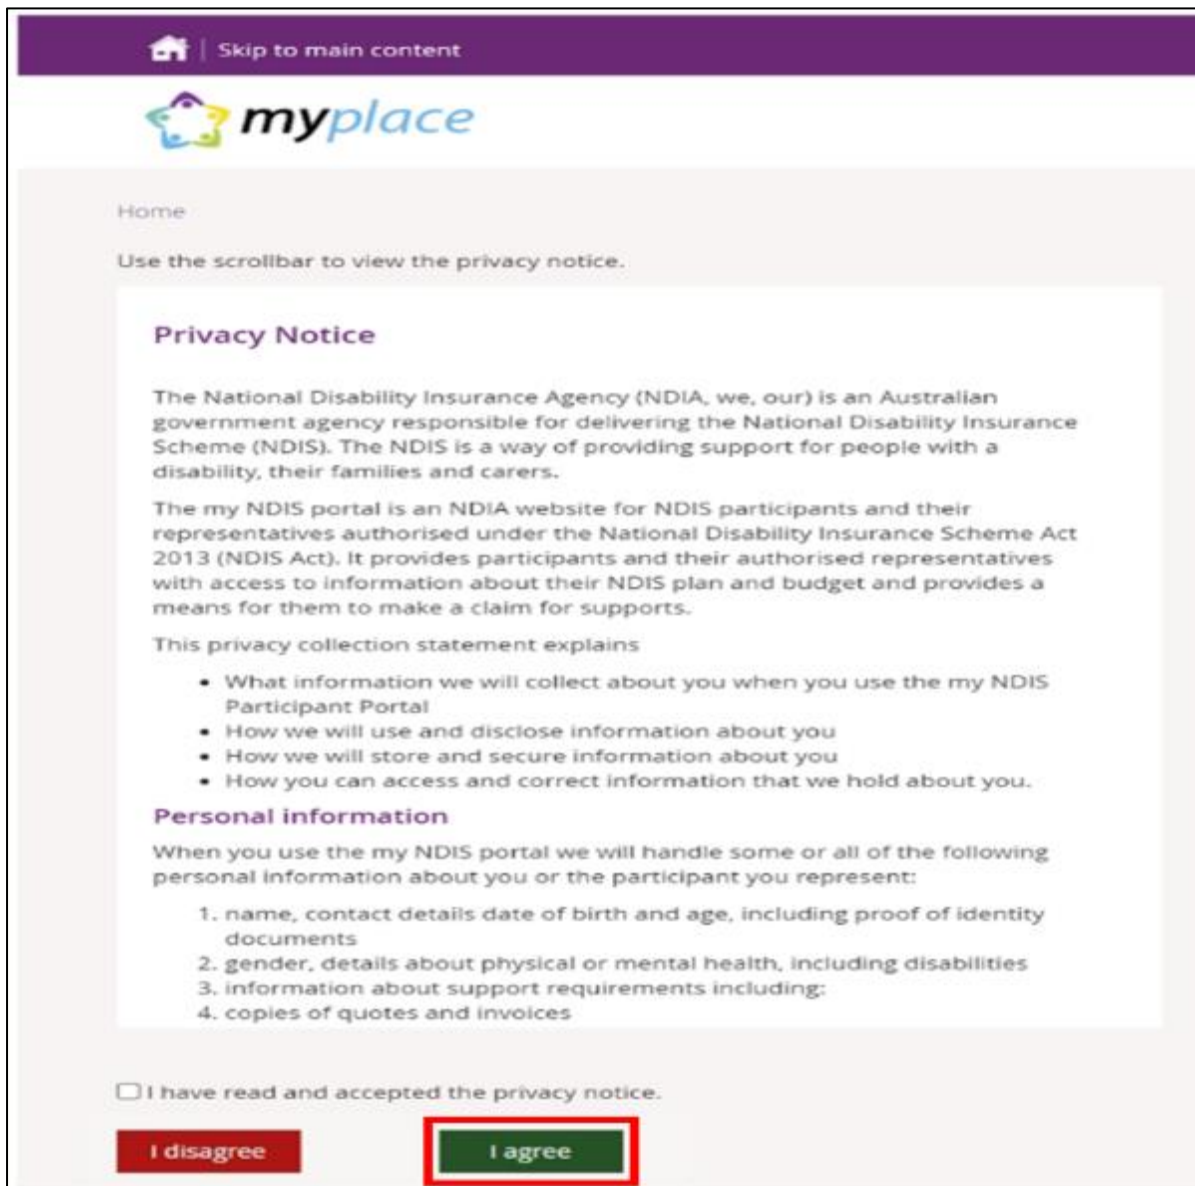 Skip to main content
myplace
Home
Use the scrollbar to view the privacy notice.
Privacy Notice
The National Disability Insurance Agency (NDIA, we, our) is an Australian
government agency responsible for delivering the National Disability Insurance
Scheme (NDIS). The NDIS is a way of providing support for people with a
disability, their families and carers.
The my NDIS portal is an NDIA website for NDIS participants and their
representatives authorised under the National Disability Insurance Scheme Act
2013 (NDIS Act). It provides participants and their authorised representatives
with access to information about their NDIS plan and budget and provides a
means for them to make a claim for supports.
This privacy collection statement explains
• What information we will collect about you when you use the my NDIS
Participant Portal
• How we will use and disclose information about you
• How we will store and secure information about you
• How you can access and correct information that we hold about you.
Personal information
When you use the my NDIS portal we will handle some or all of the following
personal information about you or the participant you represent:
1. name, contact details date of birth and age, including proof of identity
documents
2. gender, details about physical or mental health, including disabilities
3. information about support requirements including:
4. copies of quotes and invoices
I have read and accepted the privacy notice.
I disagree
I agree